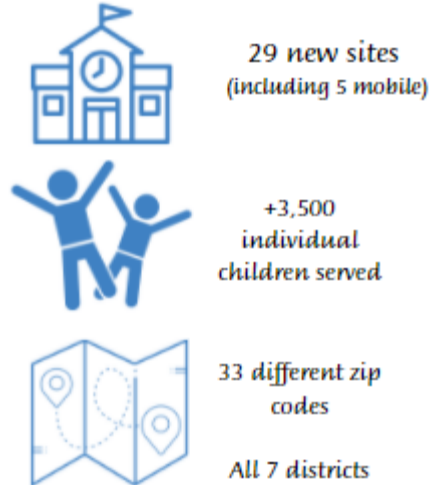 29 new sites
(including 5 mobile)
+3,500
individual
children served
33 different zip
codes
All 7 districts